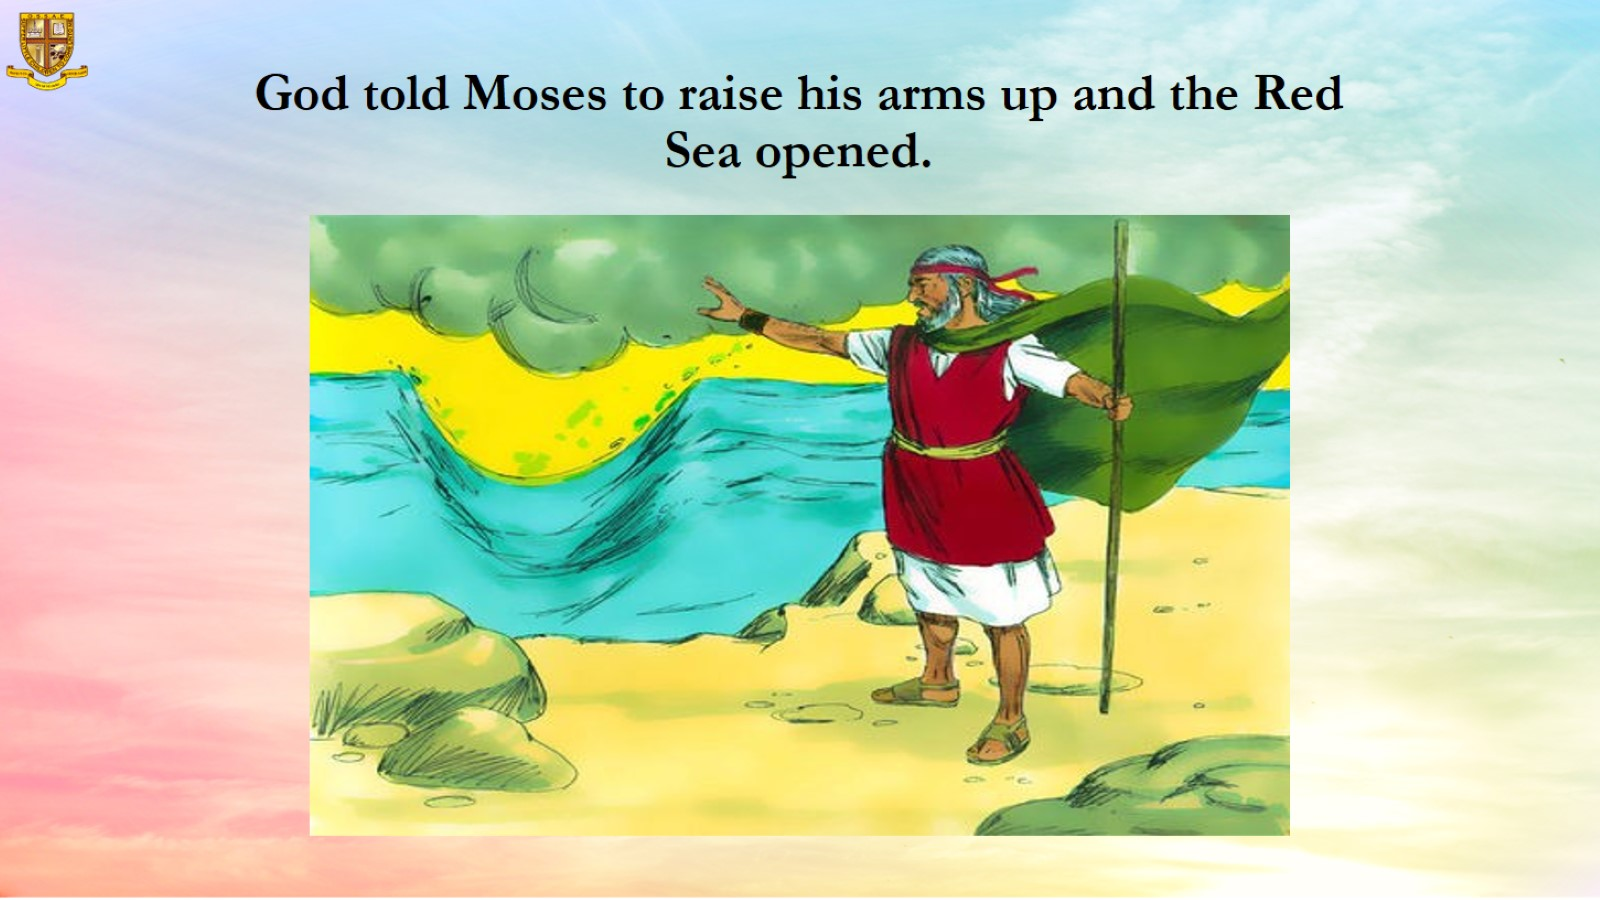 God told Moses to raise his arms up and the Red
Sea opened.